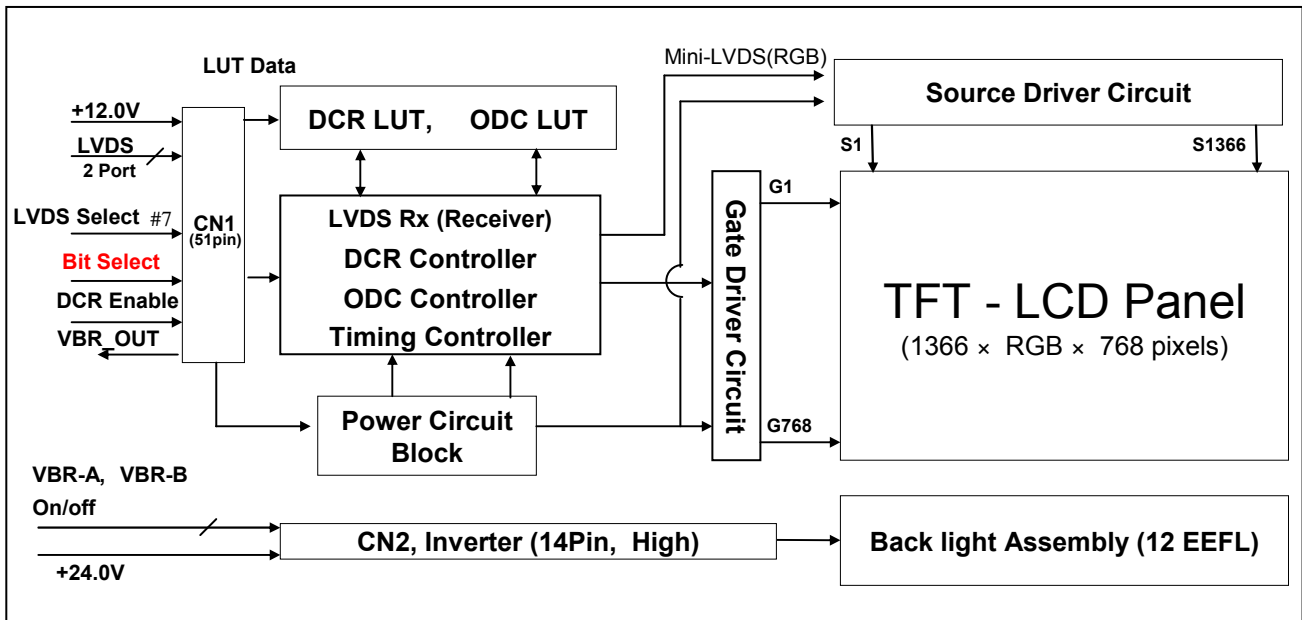 LUT Data
+12.0V
LVDS
2 Port
LVDS Select #7
Bit Select
DCR Enable
VBR_OUT
CN1
(51pin)
DCR LUT, ODC LUT
LVDS Rx (Receiver)
DCR Controller
ODC Controller
Timing Controller
Power Circuit
Block
Mini-LVDS(RGB)
Source Driver Circuit
S1
S1366
G1
Gate Driver Circuit
G768
TFT - LCD Panel
(1366 × RGB × 768 pixels)
VBR-A, VBR-B
On/off
+24.0V
CN2, Inverter (14Pin, High)
Back light Assembly (12 EEFL)